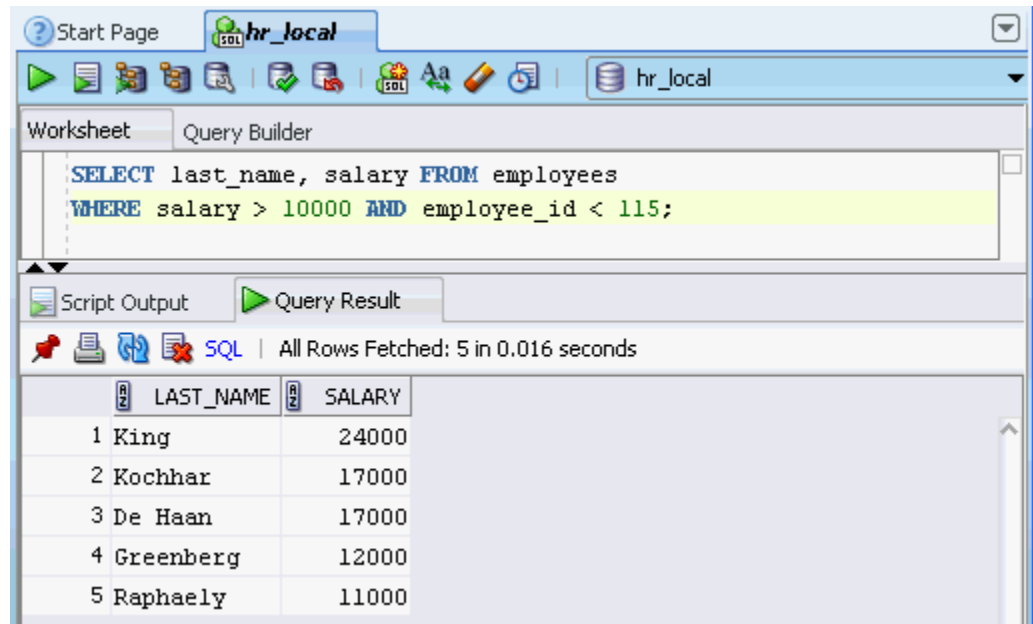 Start Page hr_local
hr_local
Worksheet Query Builder
SELECT last_name, salary FROM employees
WHERE salary > 10000 AND employee_id < 115;
Script Output Query Result
SQL | All Rows Fetched: 5 in 0.016 seconds
LAST_NAME SALARY
1 King 24000
2 Kochhar 17000
3 De Haan 17000
4 Greenberg 12000
5 Raphaely 11000